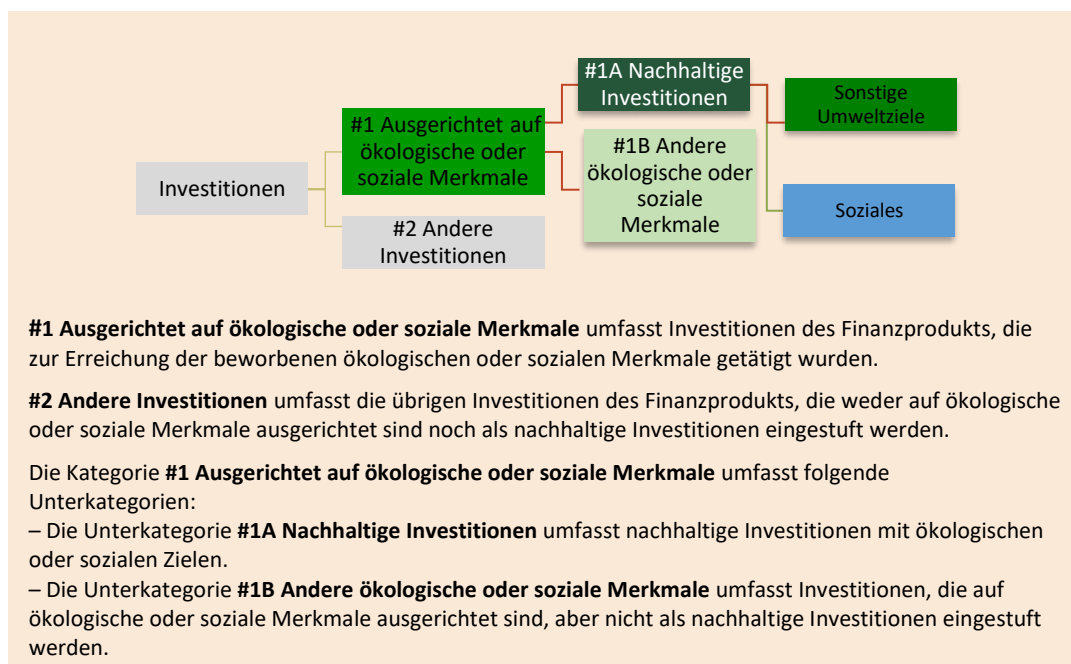 #1A Nachhaltige
Investitionen
Sonstige
Umweltziele
#1 Ausgerichtet auf
ökologische oder
soziale Merkmale
#1B Andere
ökologische oder
soziale
Merkmale
Investitionen
Soziales
#2 Andere
Investitionen
#1 Ausgerichtet auf ökologische oder soziale Merkmale umfasst Investitionen des Finanzprodukts, die
zur Erreichung der beworbenen ökologischen oder sozialen Merkmale getätigt wurden.
#2 Andere Investitionen umfasst die übrigen Investitionen des Finanzprodukts, die weder auf ökologische
oder soziale Merkmale ausgerichtet sind noch als nachhaltige Investitionen eingestuft werden.
Die Kategorie #1 Ausgerichtet auf ökologische oder soziale Merkmale umfasst folgende
Unterkategorien:
– Die Unterkategorie #1A Nachhaltige Investitionen umfasst nachhaltige Investitionen mit ökologischen
oder sozialen Zielen.
– Die Unterkategorie #1B Andere ökologische oder soziale Merkmale umfasst Investitionen, die auf
ökologische oder soziale Merkmale ausgerichtet sind, aber nicht als nachhaltige Investitionen eingestuft
werden.